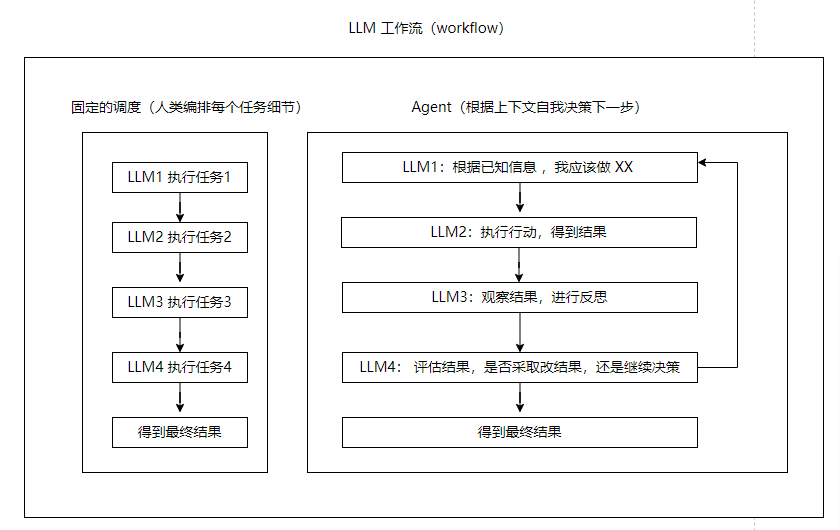 LLM 工作流（workflow）
固定的调度（人类编排每个任务细节）
LLM1 执行任务1
LLM2 执行任务2
LLM3 执行任务3
LLM4 执行任务4
得到最终结果
Agent（根据上下文自我决策下一步）
LLM1：根据已知信息 ，我应该做 XX
LLM2：执行行动，得到结果
LLM3：观察结果，进行反思
LLM4： 评估结果，是否采取改结果，还是继续决策
得到最终结果